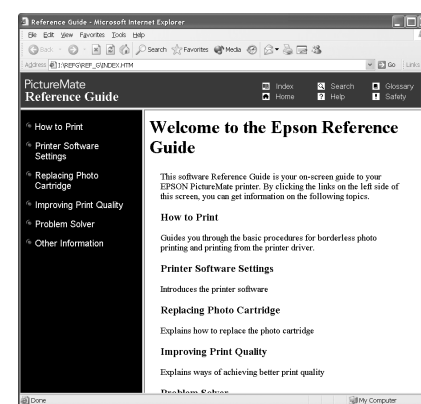 Reference Guide - Microsoft Internet Explorer
File Edit View Favorites Tools Help
Back Search Favorites Media
Address I:\REFG\REF_G\INDEX.HTM Go Links
PictureMate
Reference Guide
Index Search Glossary
Home Help Safety
How to Print
Printer Software
Settings
Replacing Photo
Cartridge
Improving Print Quality
Problem Solver
Other Information
Welcome to the Epson Reference
Guide
This software Reference Guide is your on-screen guide to your
EPSON PictureMate printer. By clicking the links on the left side of
this screen, you can get information on the following topics.
How to Print
Guides you through the basic procedures for borderless photo
printing and printing from the printer driver.
Printer Software Settings
Introduces the printer software
Replacing Photo Cartridge
Explains how to replace the photo cartridge
Improving Print Quality
Explains ways of achieving better print quality
Problem Solver
Done My Computer